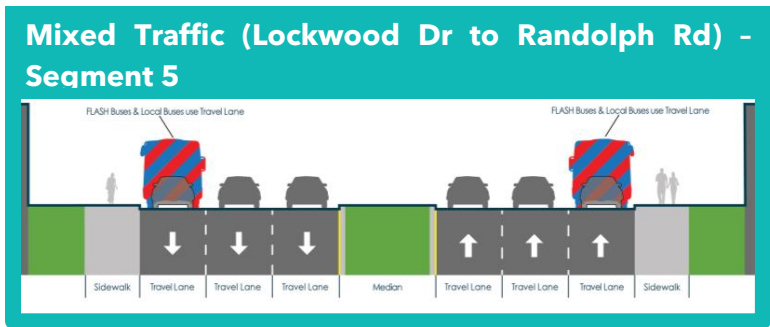 Mixed Traffic (Lockwood Dr to Randolph Rd) –
Segment 5
FLASH Buses & Local Buses use Travel Lane
FLASH Buses & Local Buses use Travel Lane
Sidewalk
Travel Lane
Travel Lane
Travel Lane
Median
Travel Lane
Travel Lane
Travel Lane
Sidewalk